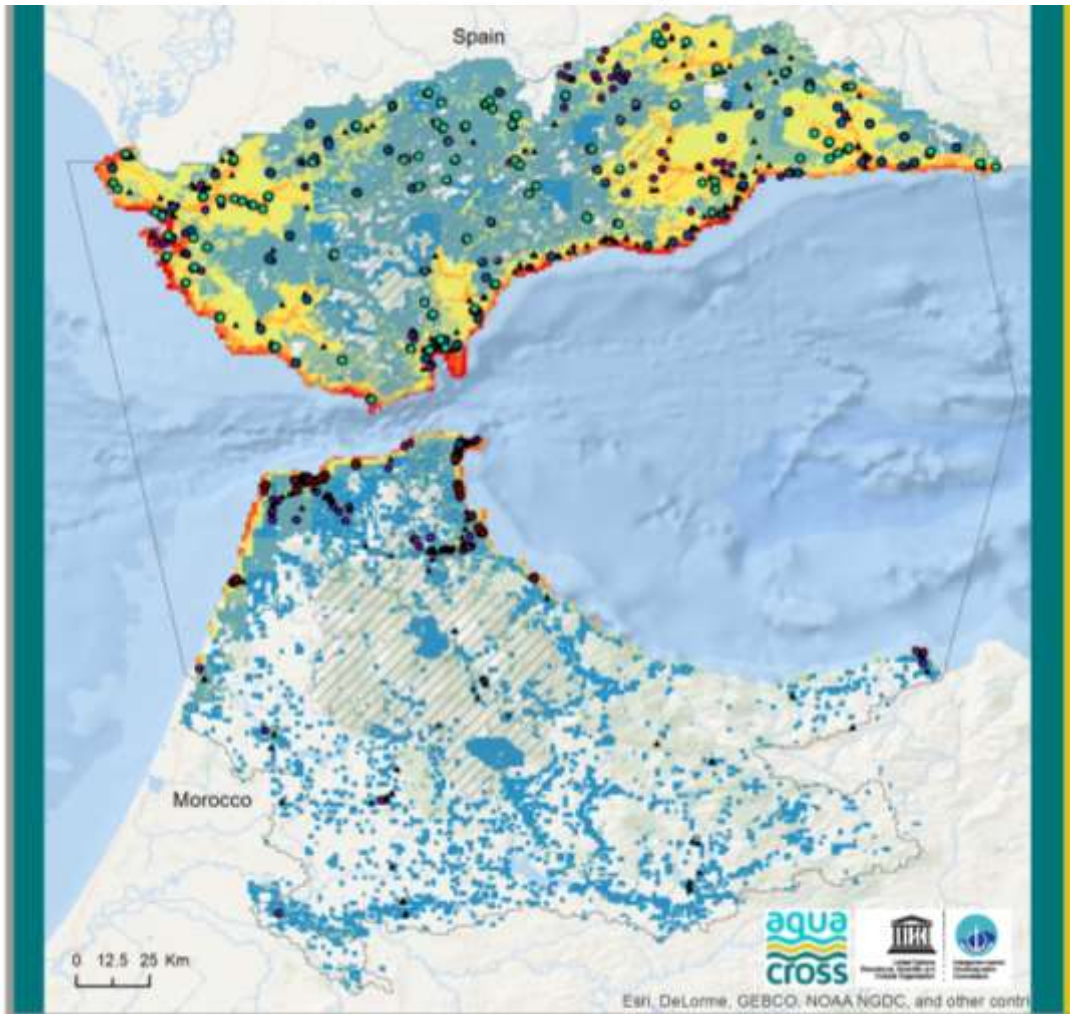 Spain
Morocco
0 12.5 25 Km
aqua
cross
Esri, DeLorme, GEBCO, NOAA NGDC, and other contri